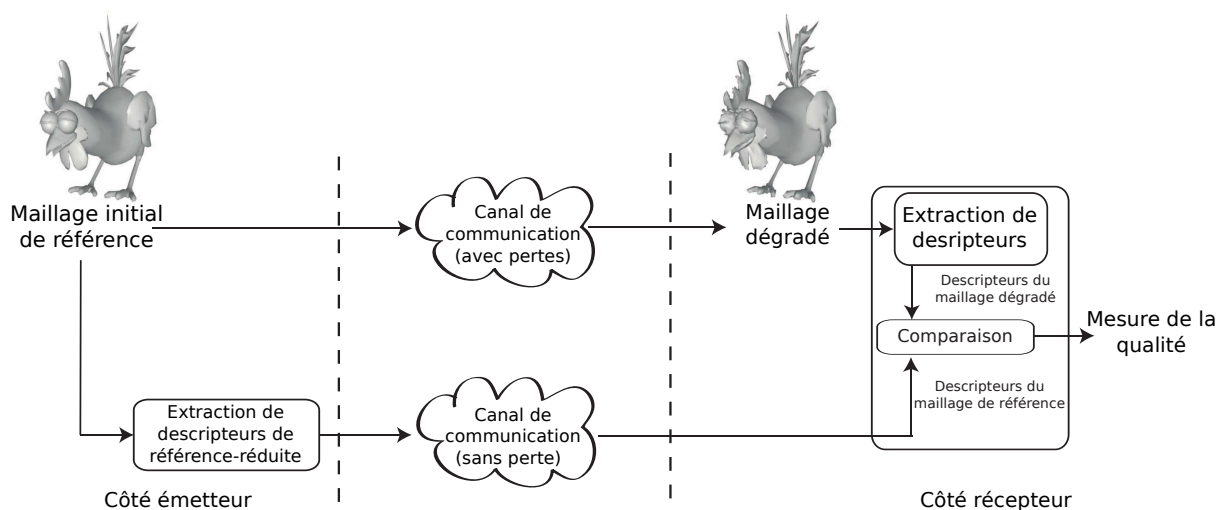 Maillage initial
de référence
Canal de
communication
(avec pertes)
Maillage
dégradé
Extraction de
desripteurs
Descripteurs du
maillage dégradé
Comparaison
Mesure de la
qualité
Descripteurs du
maillage de référence
Extraction de
descripteurs de
référence-réduite
Canal de
communication
(sans perte)
Côté émetteur
Côté récepteur